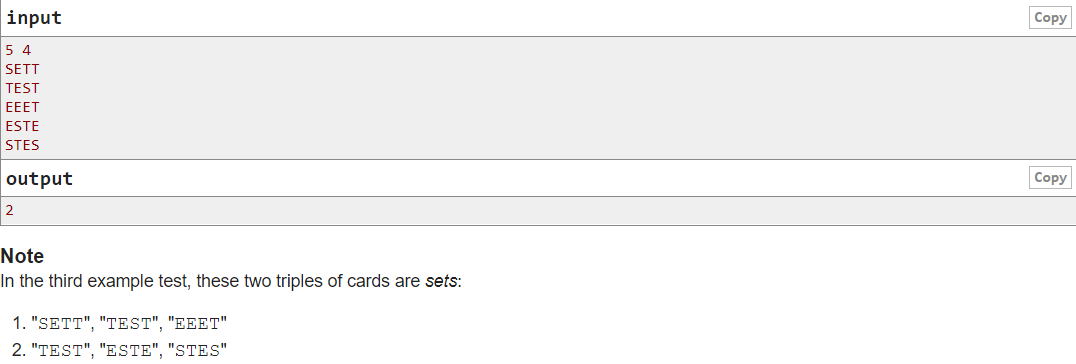 input
Copy
5 4
SETT
TEST
EEET
ESTE
STES
output
Copy
2
Note
In the third example test, these two triples of cards are sets:
1. "SETT", "TEST", "EEET"
2. "TEST", "ESTE", "STES"